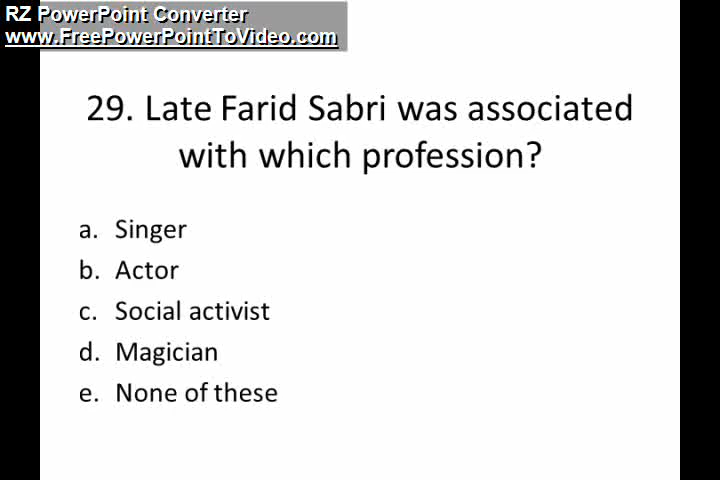 RZ PowerPoint Converter
www.FreePowerPointToVideo.com
29. Late Farid Sabri was associated
with which profession?
a. Singer
b. Actor
c. Social activist
d. Magician
e. None of these